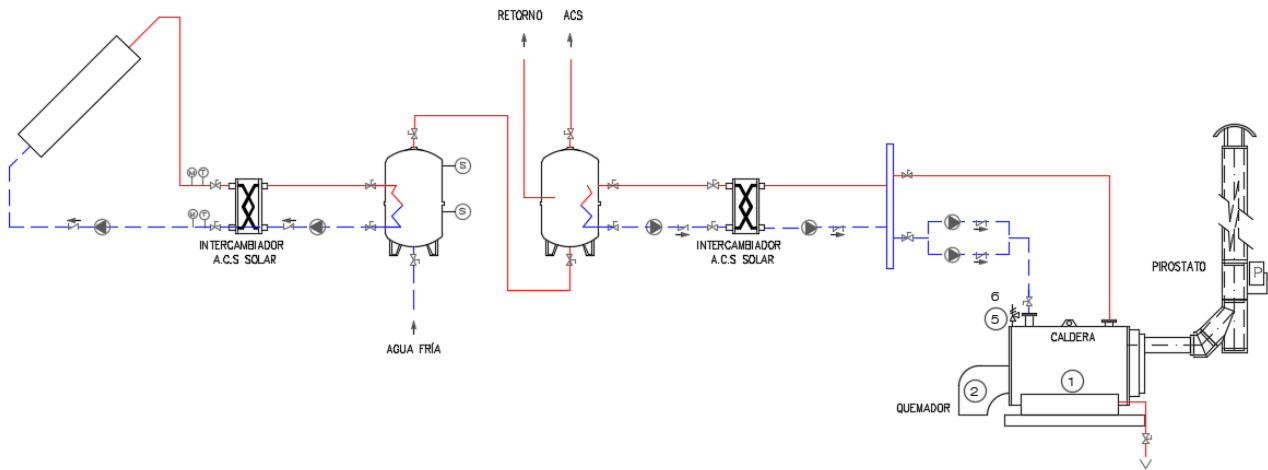 RETORNO
ACS
M T
S
M T
S
INTERCAMBIADOR
A.C.S SOLAR
INTERCAMBIADOR
A.C.S SOLAR
PIROSTATO
P
6
5
AGUA FRÍA
CALDERA
1
2
QUEMADOR